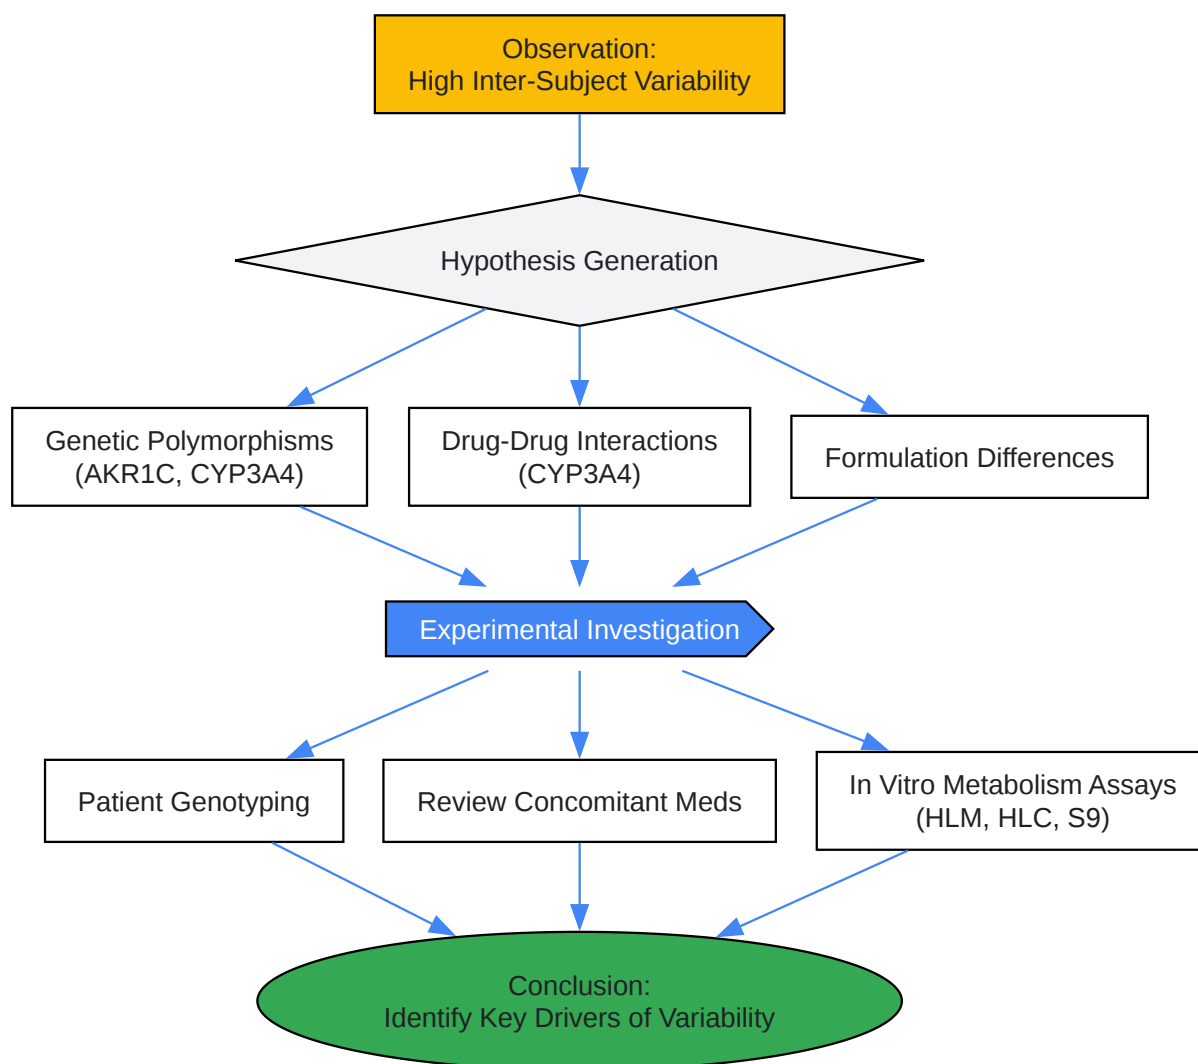 Observation:
High Inter-Subject Variability
Hypothesis Generation
Genetic Polymorphisms
(AKR1C, CYP3A4)
Drug-Drug Interactions
(CYP3A4)
Formulation Differences
Experimental Investigation
Patient Genotyping
Review Concomitant Meds
In Vitro Metabolism Assays
(HLM, HLC, S9)
Conclusion:
Identify Key Drivers of Variability